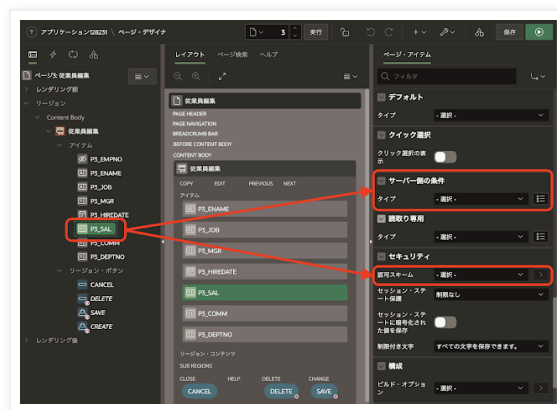 アプリケーション128231 \ ページ・デザイナ
3
実行
保存
ページ3: 従業員編集
レンダリング前
リージョン
Content Body
従業員編集
アイテム
P3_EMPNO
P3_ENAME
P3_JOB
P3_MGR
P3_HIREDATE
P3_SAL
P3_COMM
P3_DEPTNO
リージョン・ボタン
CANCEL
DELETE
SAVE
CREATE
レンダリング後
レイアウト ページ検索 ヘルプ
従業員編集
PAGE HEADER
PAGE NAVIGATION
BREADCRUMB BAR
BEFORE CONTENT BODY
CONTENT BODY
従業員編集
COPY EDIT PREVIOUS NEXT
アイテム
P3_ENAME
P3_JOB
P3_MGR
P3_HIREDATE
P3_SAL
P3_COMM
P3_DEPTNO
リージョン・コンテンツ
SUB REGIONS
CLOSE HELP DELETE CHANGE
CANCEL DELETE SAVE
ページ・アイテム
フィルタ
デフォルト
タイプ - 選択 -
クイック選択
クリック選択の表
示
サーバー側の条件
タイプ - 選択 -
読取り専用
タイプ - 選択 -
セキュリティ
認可スキーム - 選択 -
セッション・ステ
ート保護 制限なし
セッション・ステ
ートに暗号化され
た値を保存
制限付き文字 すべての文字を保存できます。
構成
ビルド・オプショ
ン - 選択 -